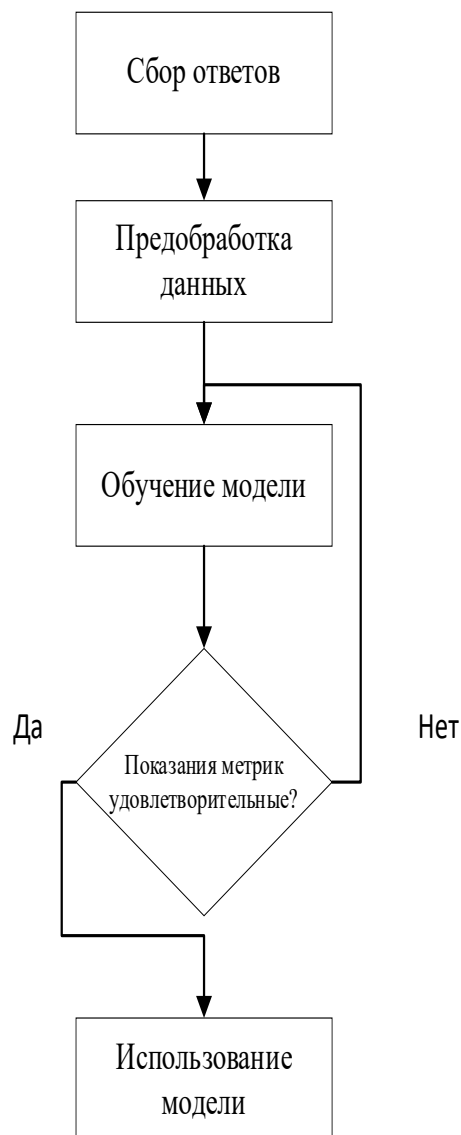 Сбор ответов
Предобработка
данных
Обучение модели
Да
Нет
Показания метрик
удовлетворительные?
Использование
модели